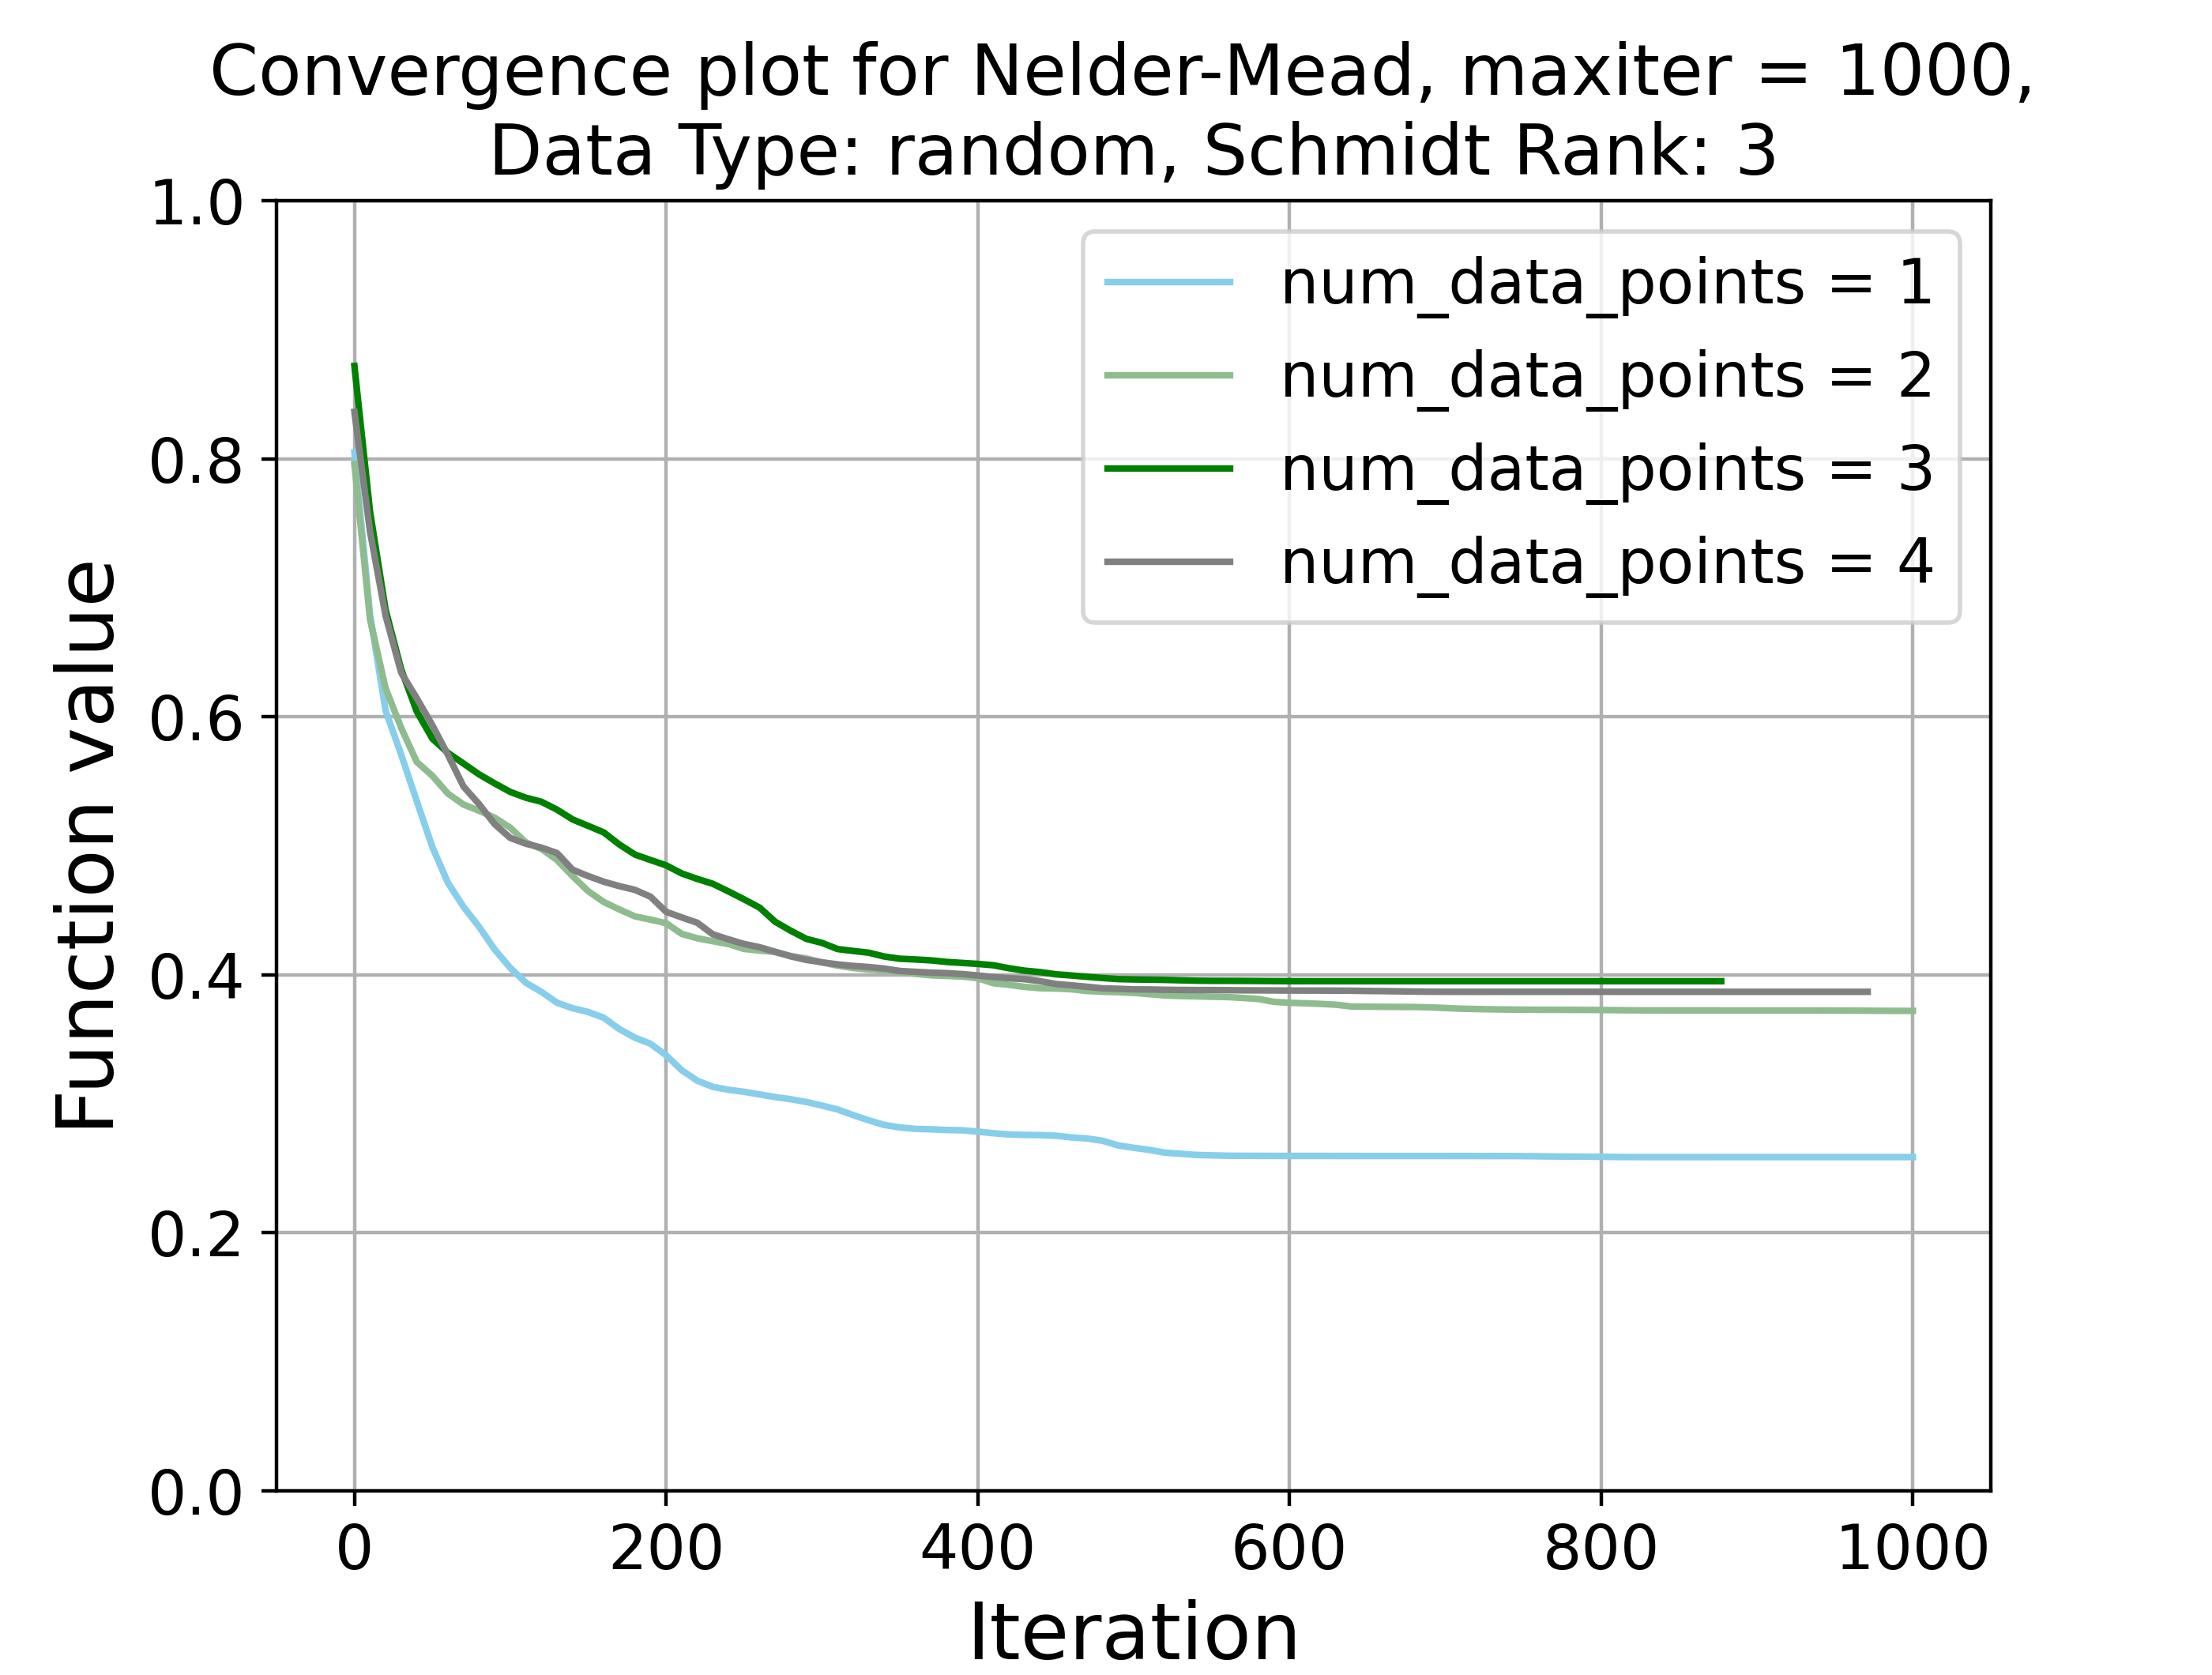 Convergence plot for Nelder-Mead, maxiter = 1000,
Data Type: random, Schmidt Rank: 3
1.0
0.8
0.6
0.4
0.2
0.0
Function value
num_data_points = 1
num_data_points = 2
num_data_points = 3
num_data_points = 4
0 200 400 600 800 1000
Iteration